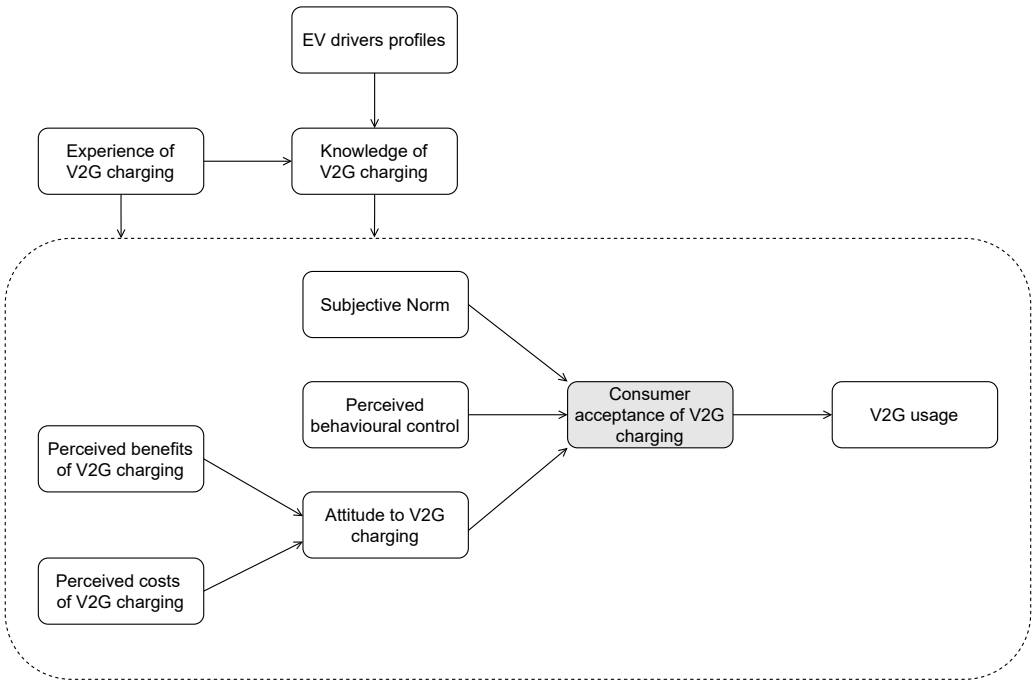 EV drivers profiles
Experience of
V2G charging
Knowledge of
V2G charging
Subjective Norm
Perceived
behavioural control
Consumer
acceptance of V2G
charging
V2G usage
Perceived benefits
of V2G charging
Attitude to V2G
charging
Perceived costs
of V2G charging